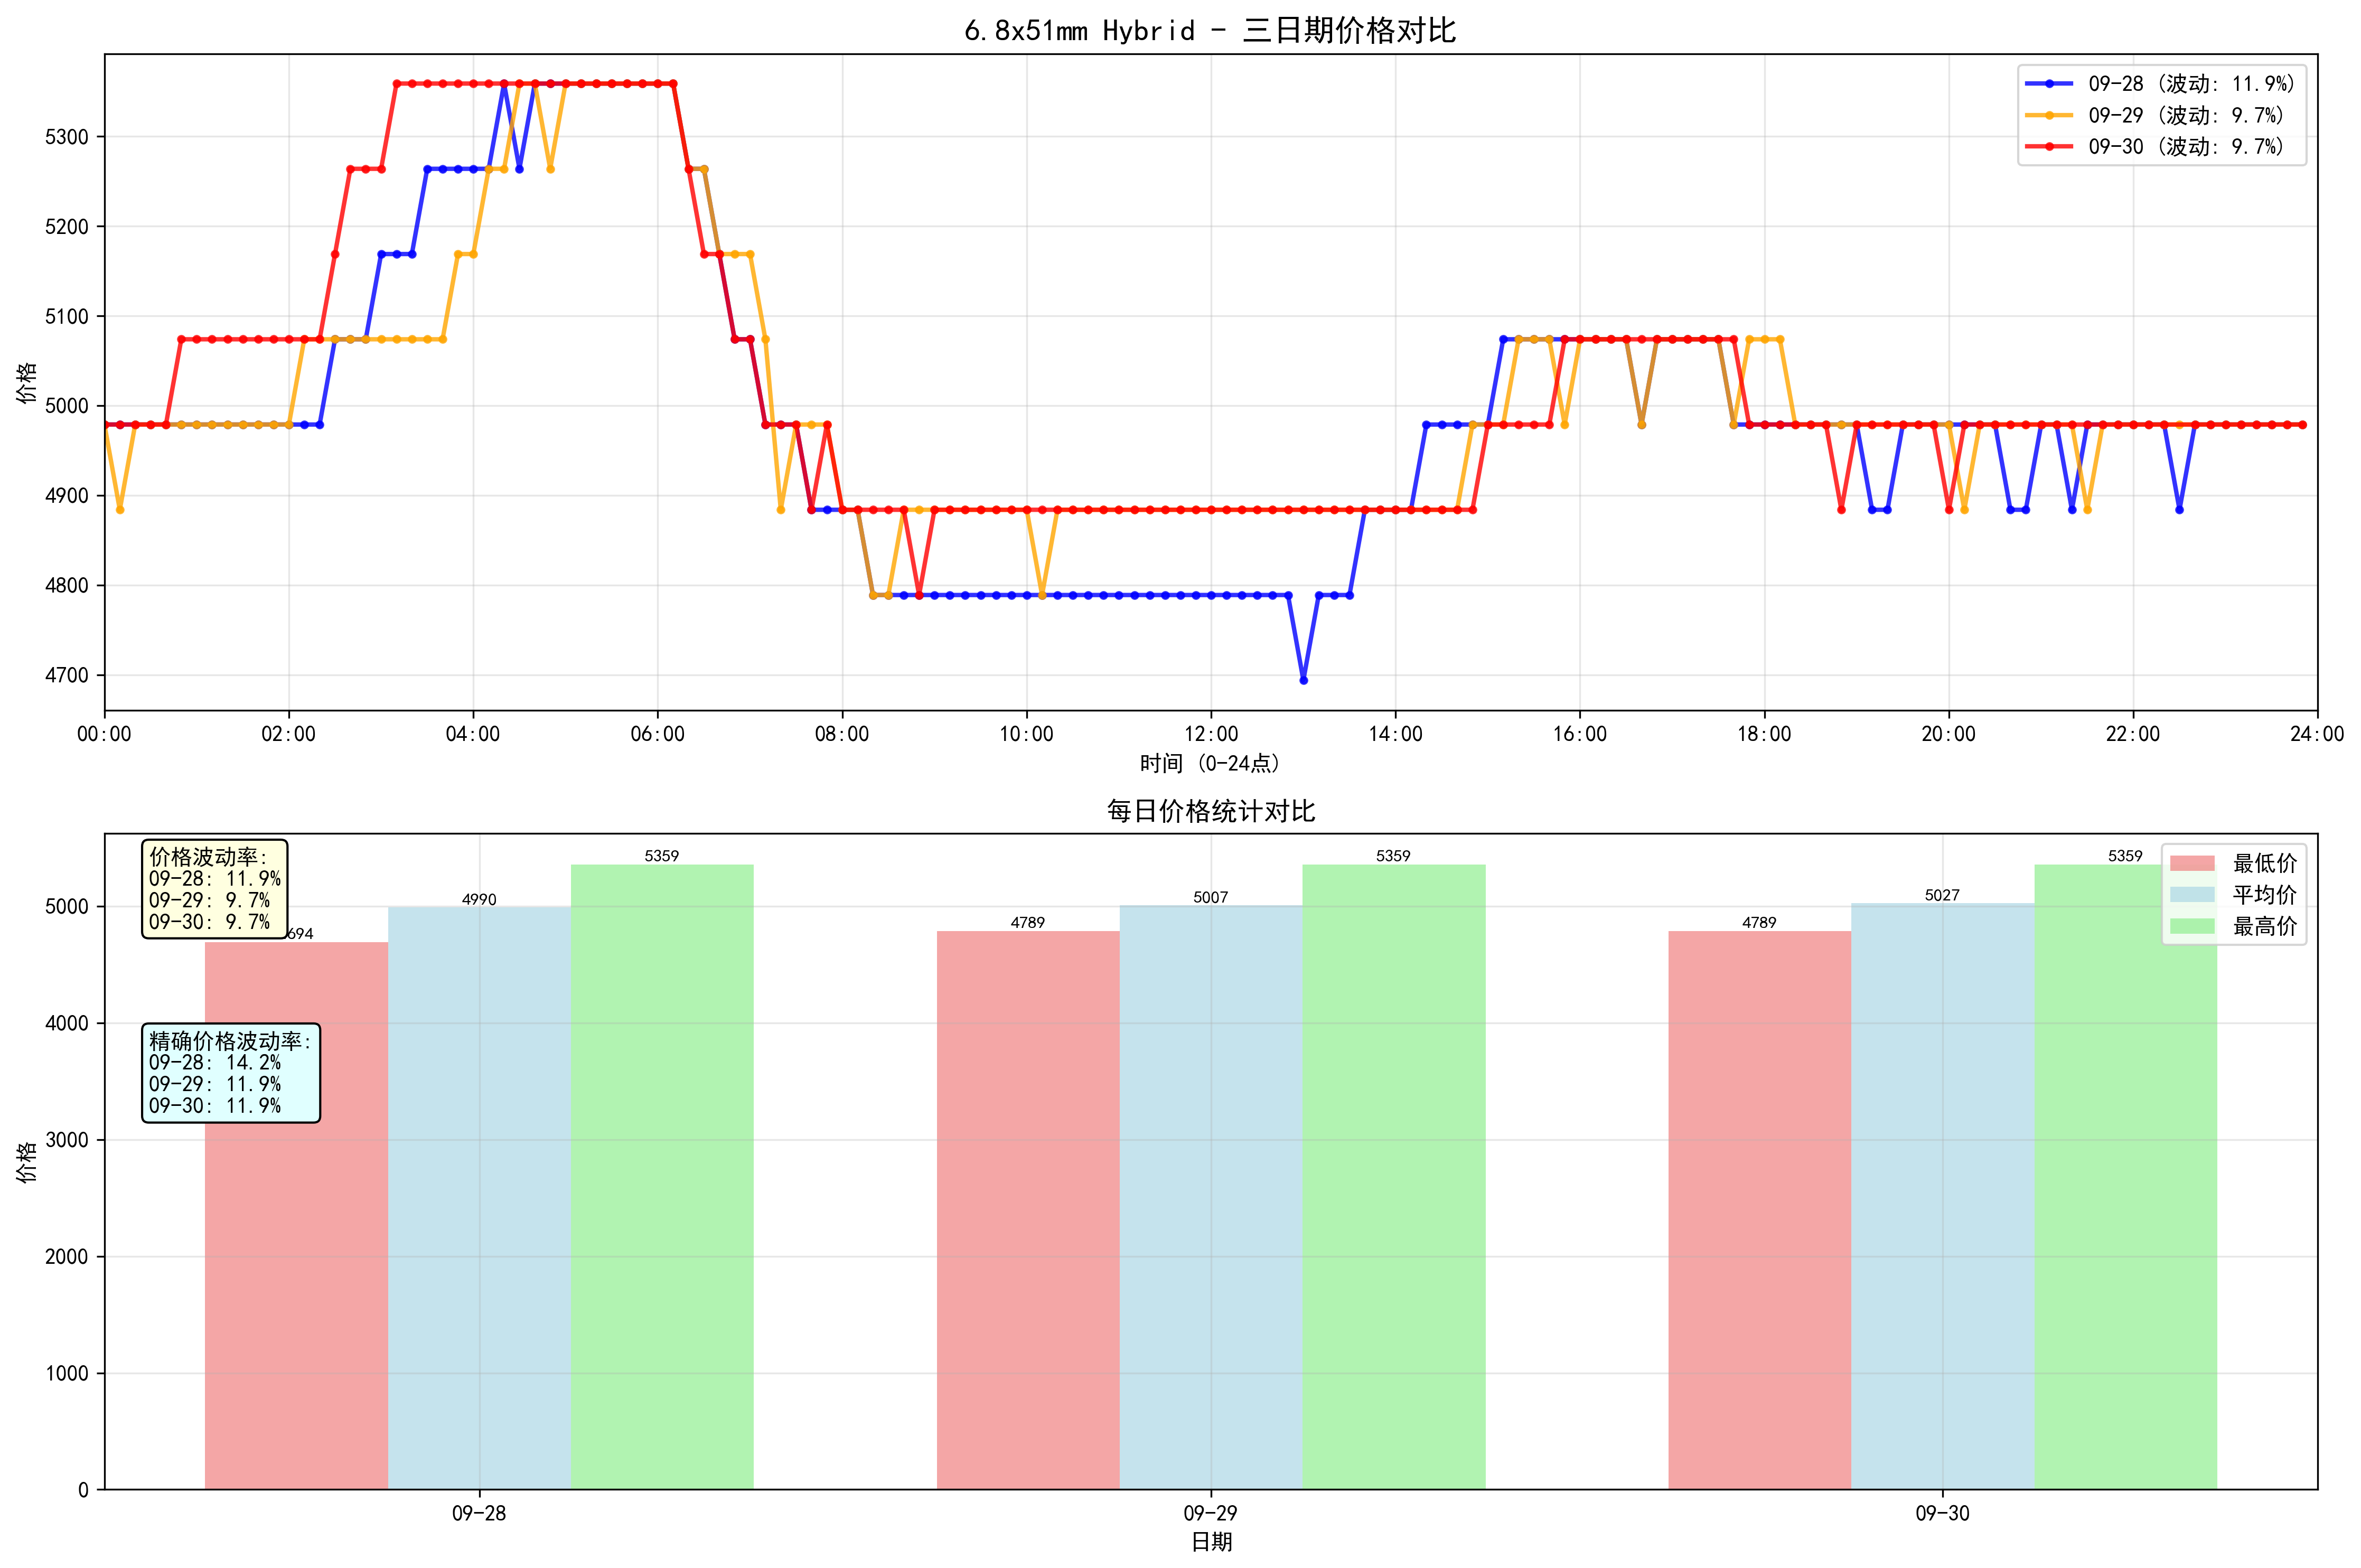 6.8x51mm Hybrid - 三日期价格对比
09-28 (波动: 11.9%)
09-29 (波动: 9.7%)
09-30 (波动: 9.7%)
价格
5300
5200
5100
5000
4900
4800
4700
00:00 02:00 04:00 06:00 08:00 10:00 12:00 14:00 16:00 18:00 20:00 22:00 24:00
时间 (0-24点)
每日价格统计对比
价格波动率:
09-28: 11.9%
09-29: 9.7%
09-30: 9.7%
精确价格波动率:
09-28: 14.2%
09-29: 11.9%
09-30: 11.9%
最低价
平均价
最高价
694 4990 5359
4789 5007 5359
4789 5027 5359
价格
5000
4000
3000
2000
1000
0
09-28 09-29 09-30
日期